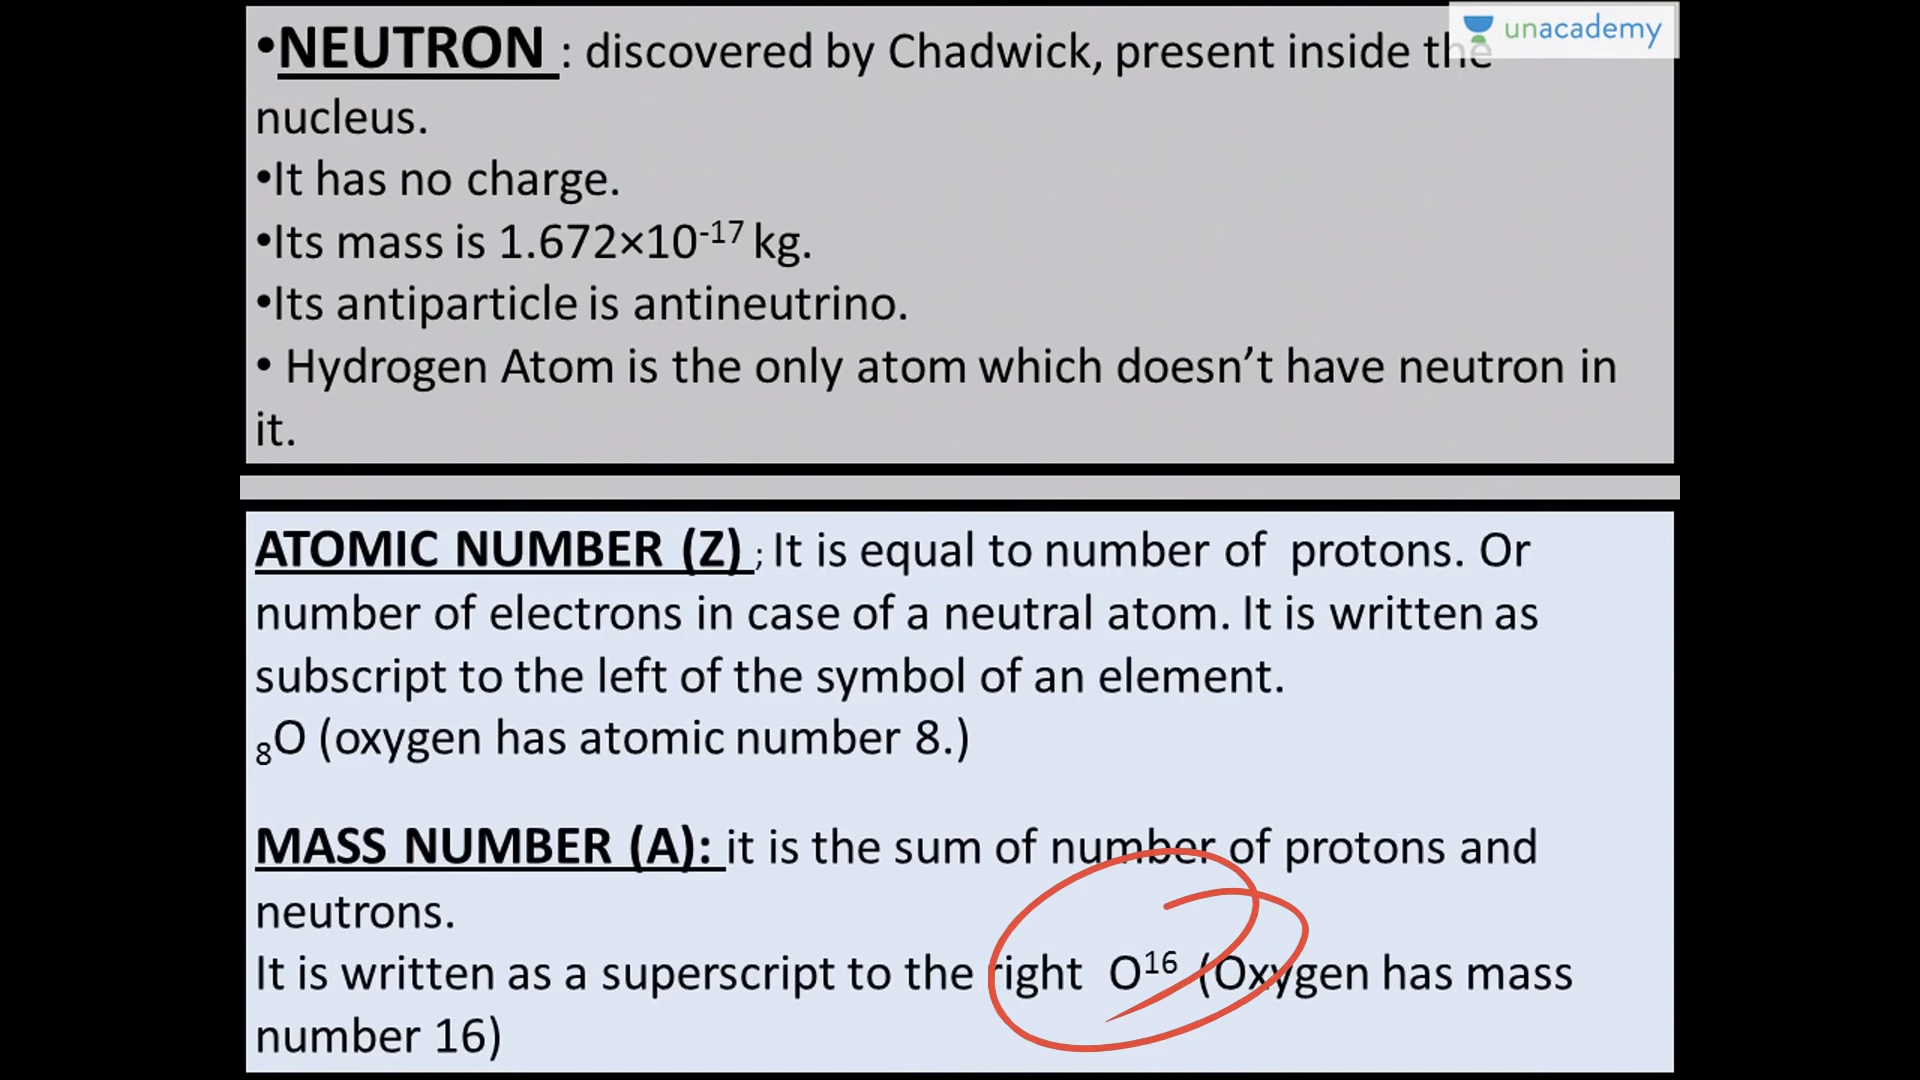 unacademy
•NEUTRON : discovered by Chadwick, present inside the
nucleus.
•It has no charge.
•Its mass is 1.672×10⁻¹⁷ kg.
•Its antiparticle is antineutrino.
• Hydrogen Atom is the only atom which doesn’t have neutron in
it.
ATOMIC NUMBER (Z) ; It is equal to number of protons. Or
number of electrons in case of a neutral atom. It is written as
subscript to the left of the symbol of an element.
₈O (oxygen has atomic number 8.)
MASS NUMBER (A): it is the sum of number of protons and
neutrons.
It is written as a superscript to the right O¹⁶ (Oxygen has mass
number 16)